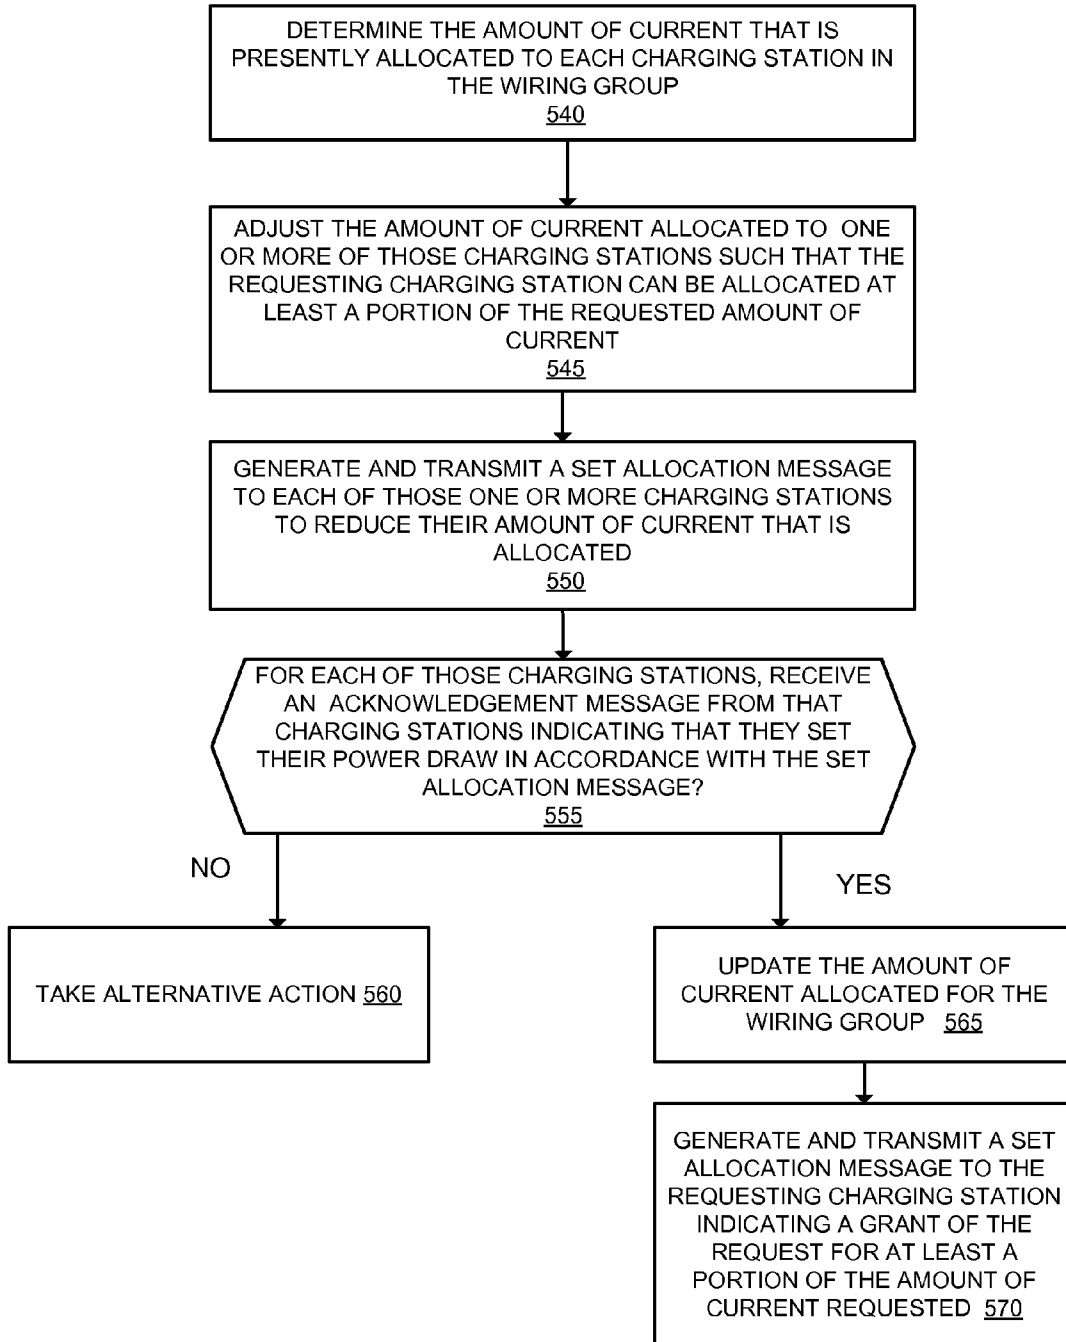 DETERMINE THE AMOUNT OF CURRENT THAT IS
PRESENTLY ALLOCATED TO EACH CHARGING STATION IN
THE WIRING GROUP
540
ADJUST THE AMOUNT OF CURRENT ALLOCATED TO ONE
OR MORE OF THOSE CHARGING STATIONS SUCH THAT THE
REQUESTING CHARGING STATION CAN BE ALLOCATED AT
LEAST A PORTION OF THE REQUESTED AMOUNT OF
CURRENT
545
GENERATE AND TRANSMIT A SET ALLOCATION MESSAGE
TO EACH OF THOSE ONE OR MORE CHARGING STATIONS
TO REDUCE THEIR AMOUNT OF CURRENT THAT IS
ALLOCATED
550
FOR EACH OF THOSE CHARGING STATIONS, RECEIVE
AN ACKNOWLEDGEMENT MESSAGE FROM THAT
CHARGING STATIONS INDICATING THAT THEY SET
THEIR POWER DRAW IN ACCORDANCE WITH THE SET
ALLOCATION MESSAGE?
555
NO
YES
TAKE ALTERNATIVE ACTION 560
UPDATE THE AMOUNT OF
CURRENT ALLOCATED FOR THE
WIRING GROUP 565
GENERATE AND TRANSMIT A SET
ALLOCATION MESSAGE TO THE
REQUESTING CHARGING STATION
INDICATING A GRANT OF THE
REQUEST FOR AT LEAST A
PORTION OF THE AMOUNT OF
CURRENT REQUESTED 570